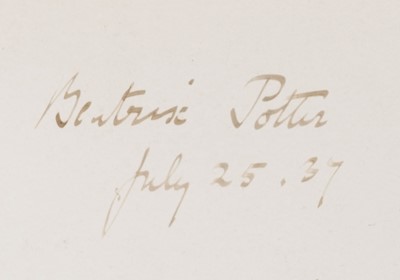 Beatrix Potter
July 25 . 37